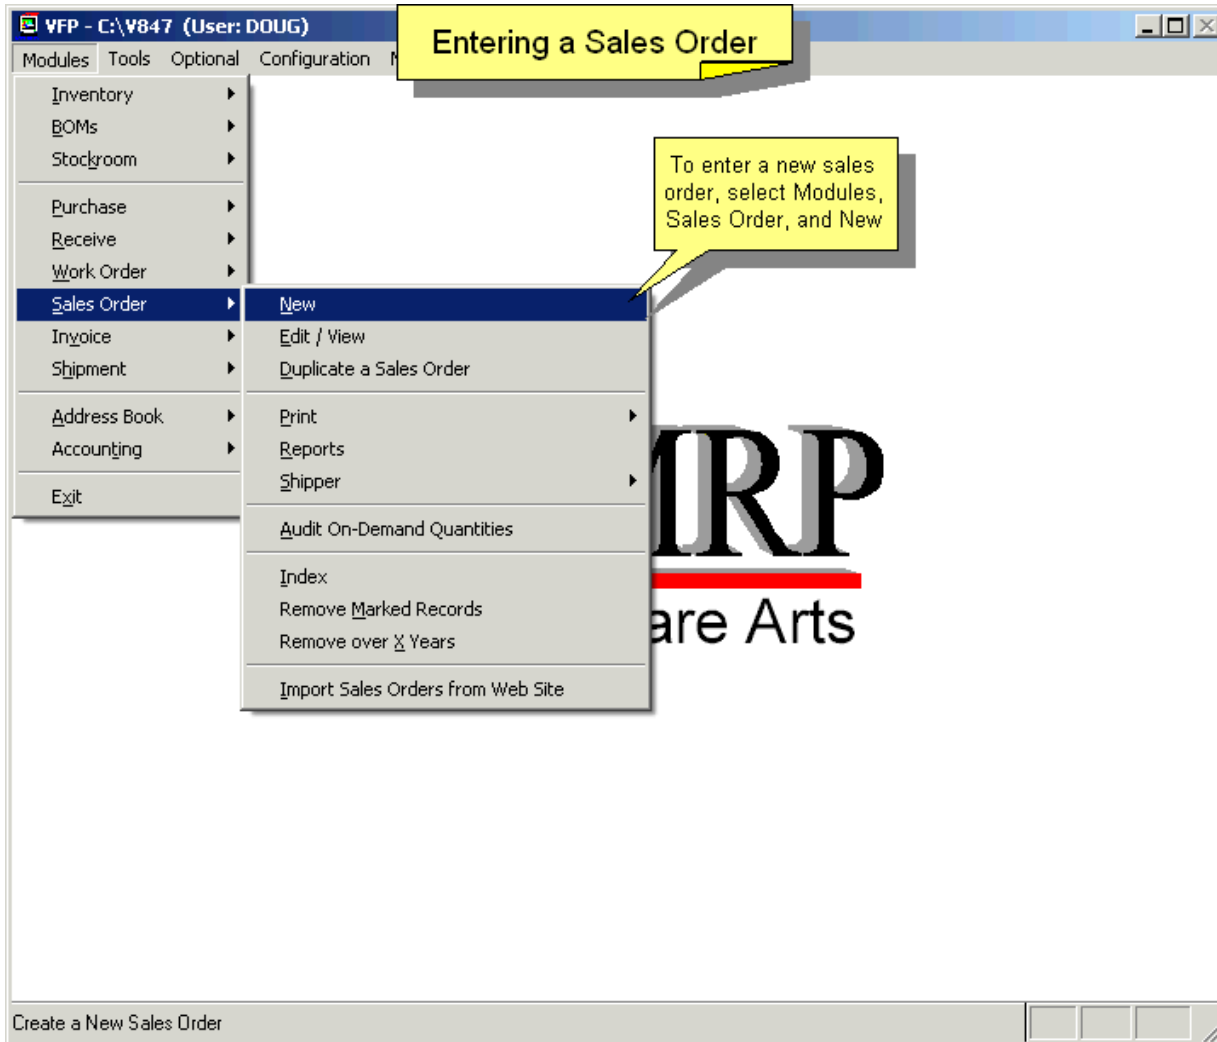 VFP - C:\V847 (User: DOUG)
Entering a Sales Order
Modules Tools Optional Configuration
Inventory
BOMs
Stockroom
Purchase
Receive
Work Order
Sales Order
Invoice
Shipment
Address Book
Accounting
Exit
To enter a new sales
order, select Modules,
Sales Order, and New
New
Edit / View
Duplicate a Sales Order
Print
Reports
Shipper
Audit On-Demand Quantities
Index
Remove Marked Records
Remove over X Years
Import Sales Orders from Web Site
MRP
are Arts
Create a New Sales Order